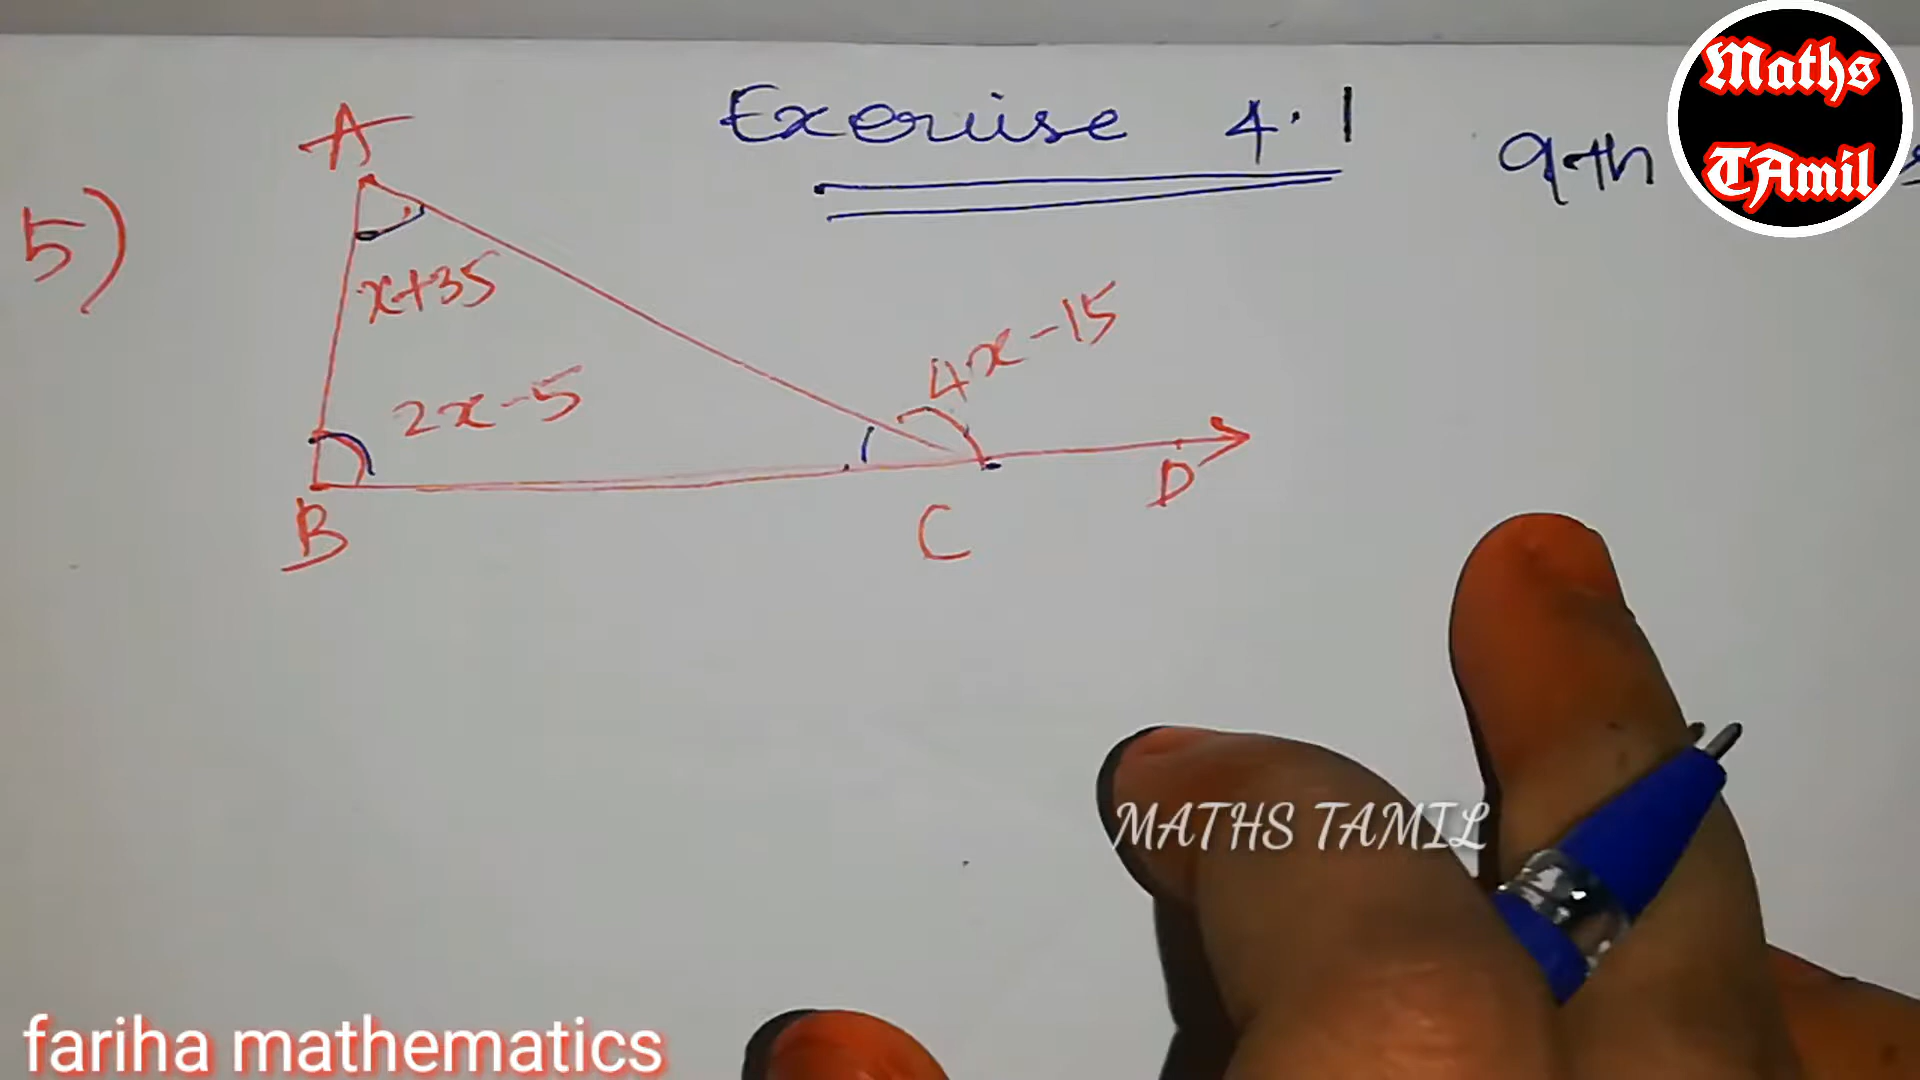 Exercise 4.1
9th
Maths
TAmil
5)
A
x+35
2x-5
4x-15
B
C
D
MATHS TAMIL
fariha mathematics